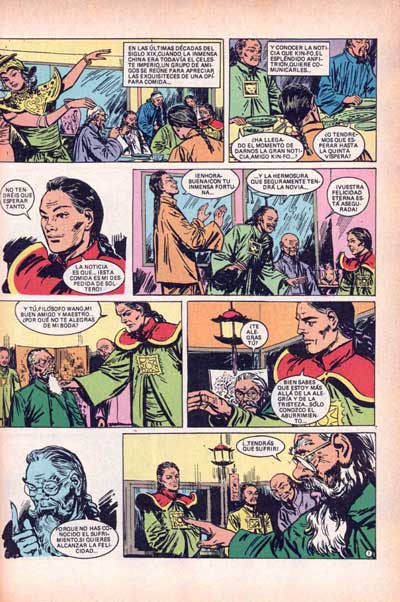 EN LAS ÚLTIMAS DÉCADAS DEL
SIGLO XIX, CUANDO LA INMENSA
CHINA ERA TODAVÍA EL CELES-
TE IMPERIO, UN GRUPO DE AMI-
GOS SE REÚNE PARA APRECIAR
LAS EXQUISITECES DE UNA OPÍ-
PARA COMIDA...
Y CONOCER LA NOTI-
CIA QUE KIN-FO, EL
ESPLÉNDIDO ANFI-
TRIÓN, QUIERE CO-
MUNICARLES...
¿HA LLEGA-
DO EL MOMENTO DE
DARNOS LA GRAN NOTI-
CIA, AMIGO KIN-FO...?
¿O TENDRE-
MOS QUE ES-
PERAR HASTA
LA QUINTA
VÍSPERA?
NO TEN-
DRÉIS QUE
ESPERAR
TANTO.
LA NOTICIA
ES QUE... ¡ESTA
COMIDA ES MI DES-
PEDIDA DE SOL-
TERO!
¡ENHORA-
BUENA! ¡CON TU
INMENSA FORTU-
NA...
...Y LA HERMOSURA
QUE SEGURAMENTE TEN-
DRÁ LA NOVIA...
¡VUESTRA
FELICIDAD
ETERNA ES-
TÁ ASE-
GURADA!
Y TÚ, FILÓSOFO WANG, MI
BUEN AMIGO Y MAESTRO...
¿POR QUÉ NO TE ALEGRAS
DE MI BODA?
¿TE
ALE-
GRAS
TÚ?
BIEN SABES
QUE ESTOY MÁS
ALLÁ DE LA ALE-
GRÍA Y DE LA
TRISTEZA... SÓLO
CONOZCO EL
ABURRIMIEN-
TO...
PORQUE NO HAS CO-
NOCIDO EL SUFRI-
MIENTO, SI QUIERES
ALCANZAR LA FELI-
CIDAD...
¡...TENDRÁS
QUE SUFRIR!